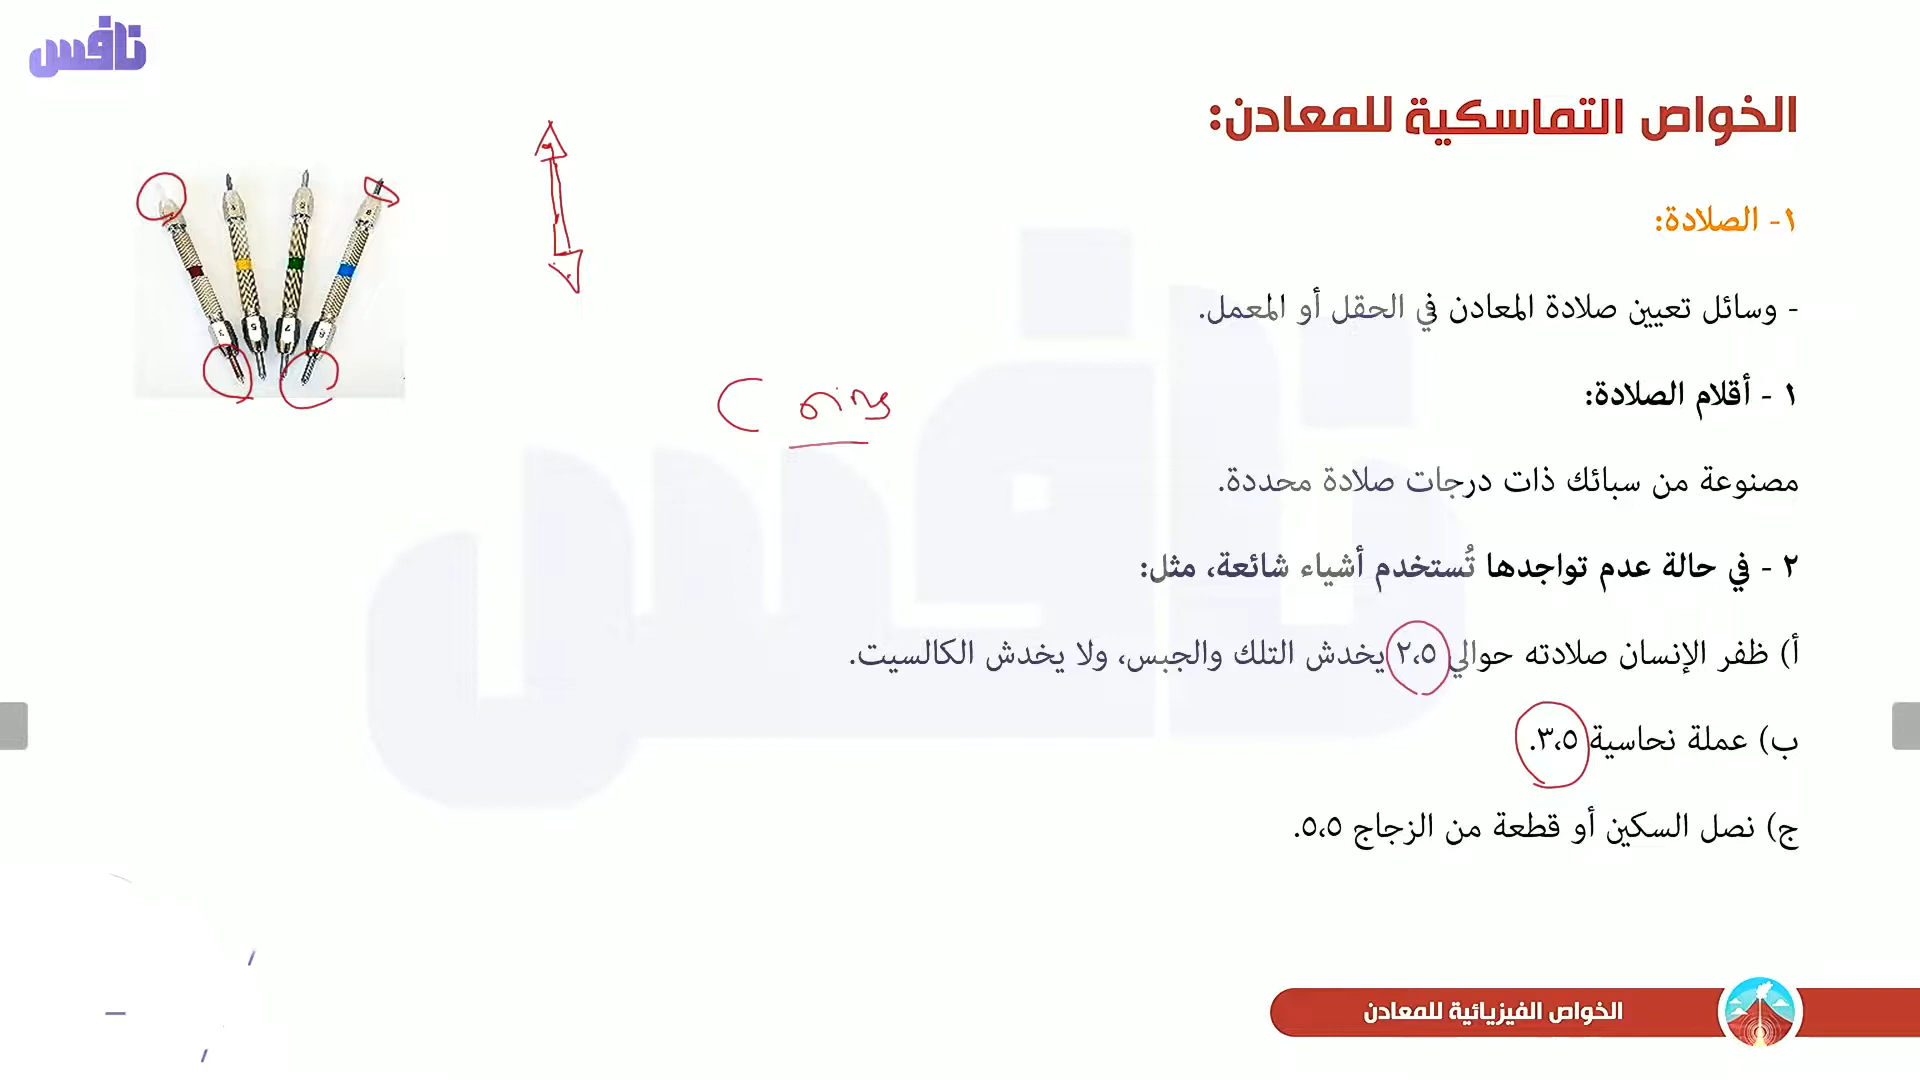 نافس
الخواص التماسكية للمعادن:
١- الصلادة:
- وسائل تعيين صلادة المعادن في الحقل أو المعمل.
١ - أقلام الصلادة:
مصنوعة من سبائك ذات درجات صلادة محددة.
٢ - في حالة عدم تواجدها تُستخدم أشياء شائعة، مثل:
أ) ظفر الإنسان صلادته حوالي ٢،٥ يخدش التلك والجبس، ولا يخدش الكالسيت.
ب) عملة نحاسية ٣،٥.
ج) نصل السكين أو قطعة من الزجاج ٥،٥.
الخواص الفيزيائية للمعادن